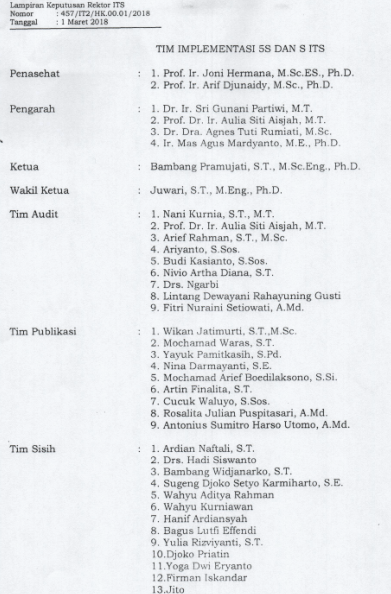 Lampiran Keputusan Rektor ITS
Nomor : 457/IT2/HK.00.01/2018
Tanggal : 1 Maret 2018
TIM IMPLEMENTASI 5S DAN S ITS
Penasehat : 1. Prof. Ir. Joni Hermana, M.Sc.ES., Ph.D.
2. Prof. Ir. Arif Djunaidy, M.Sc., Ph.D.
Pengarah : 1. Dr. Ir. Sri Gunani Partiwi, M.T.
2. Prof. Dr. Ir. Aulia Siti Aisjah, M.T.
3. Dr. Dra. Agnes Tuti Rumiati, M.Sc.
4. Ir. Mas Agus Mardyanto, M.E., Ph.D.
Ketua : Bambang Pramujati, S.T., M.Sc.Eng., Ph.D.
Wakil Ketua : Juwari, S.T., M.Eng., Ph.D.
Tim Audit : 1. Nani Kurnia, S.T., M.T.
2. Prof. Dr. Ir. Aulia Siti Aisjah, M.T.
3. Arief Rahman, S.T., M.Sc.
4. Ariyanto, S.Sos.
5. Budi Kasianto, S.Sos.
6. Nivio Artha Diana, S.T.
7. Drs. Ngarbi
8. Lintang Dewayani Rahayuning Gusti
9. Fitri Nuraini Setiowati, A.Md.
Tim Publikasi : 1. Wikan Jatimurti, S.T.,M.Sc.
2. Mochamad Waras, S.T.
3. Yayuk Pamitkasih, S.Pd.
4. Nina Darmayanti, S.E.
5. Mochamad Arief Boedilaksono, S.Si.
6. Artin Finalita, S.T.
7. Cucuk Waluyo, S.Sos.
8. Rosalita Julian Puspitasari, A.Md.
9. Antonius Sumitro Harso Utomo, A.Md.
Tim Sisih : 1. Ardian Naftali, S.T.
2. Drs. Hadi Siswanto
3. Bambang Widjanarko, S.T.
4. Sugeng Djoko Setyo Karmiharto, S.E.
5. Wahyu Aditya Rahman
6. Wahyu Kurniawan
7. Hanif Ardiansyah
8. Bagus Lutfi Effendi
9. Yulia Rizviyanti, S.T.
10.Djoko Priatin
11.Yoga Dwi Eryanto
12.Firman Iskandar
13.Jito